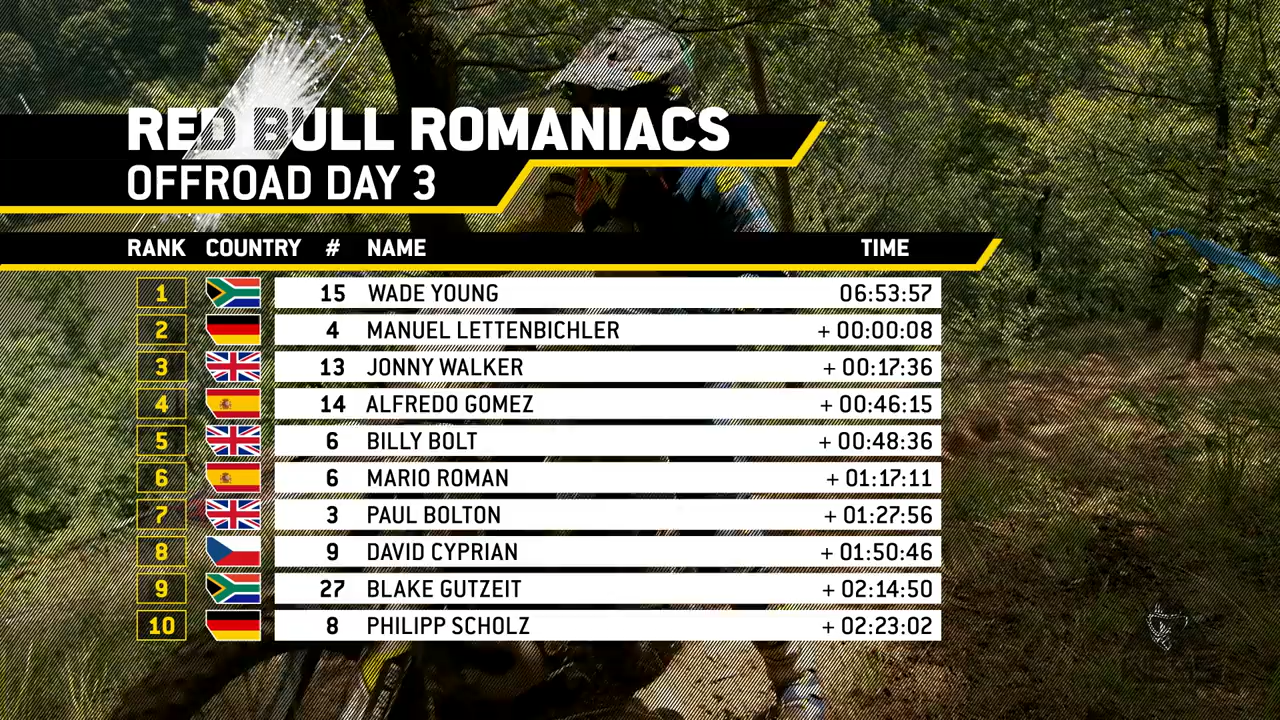 RED BULL ROMANIACS
OFFROAD DAY 3
RANK COUNTRY # NAME TIME
1 15 WADE YOUNG 06:53:57
2 4 MANUEL LETTENBICHLER + 00:00:08
3 13 JONNY WALKER + 00:17:36
4 14 ALFREDO GOMEZ + 00:46:15
5 6 BILLY BOLT + 00:48:36
6 6 MARIO ROMAN + 01:17:11
7 3 PAUL BOLTON + 01:27:56
8 9 DAVID CYPRIAN + 01:50:46
9 27 BLAKE GUTZEIT + 02:14:50
10 8 PHILIPP SCHOLZ + 02:23:02